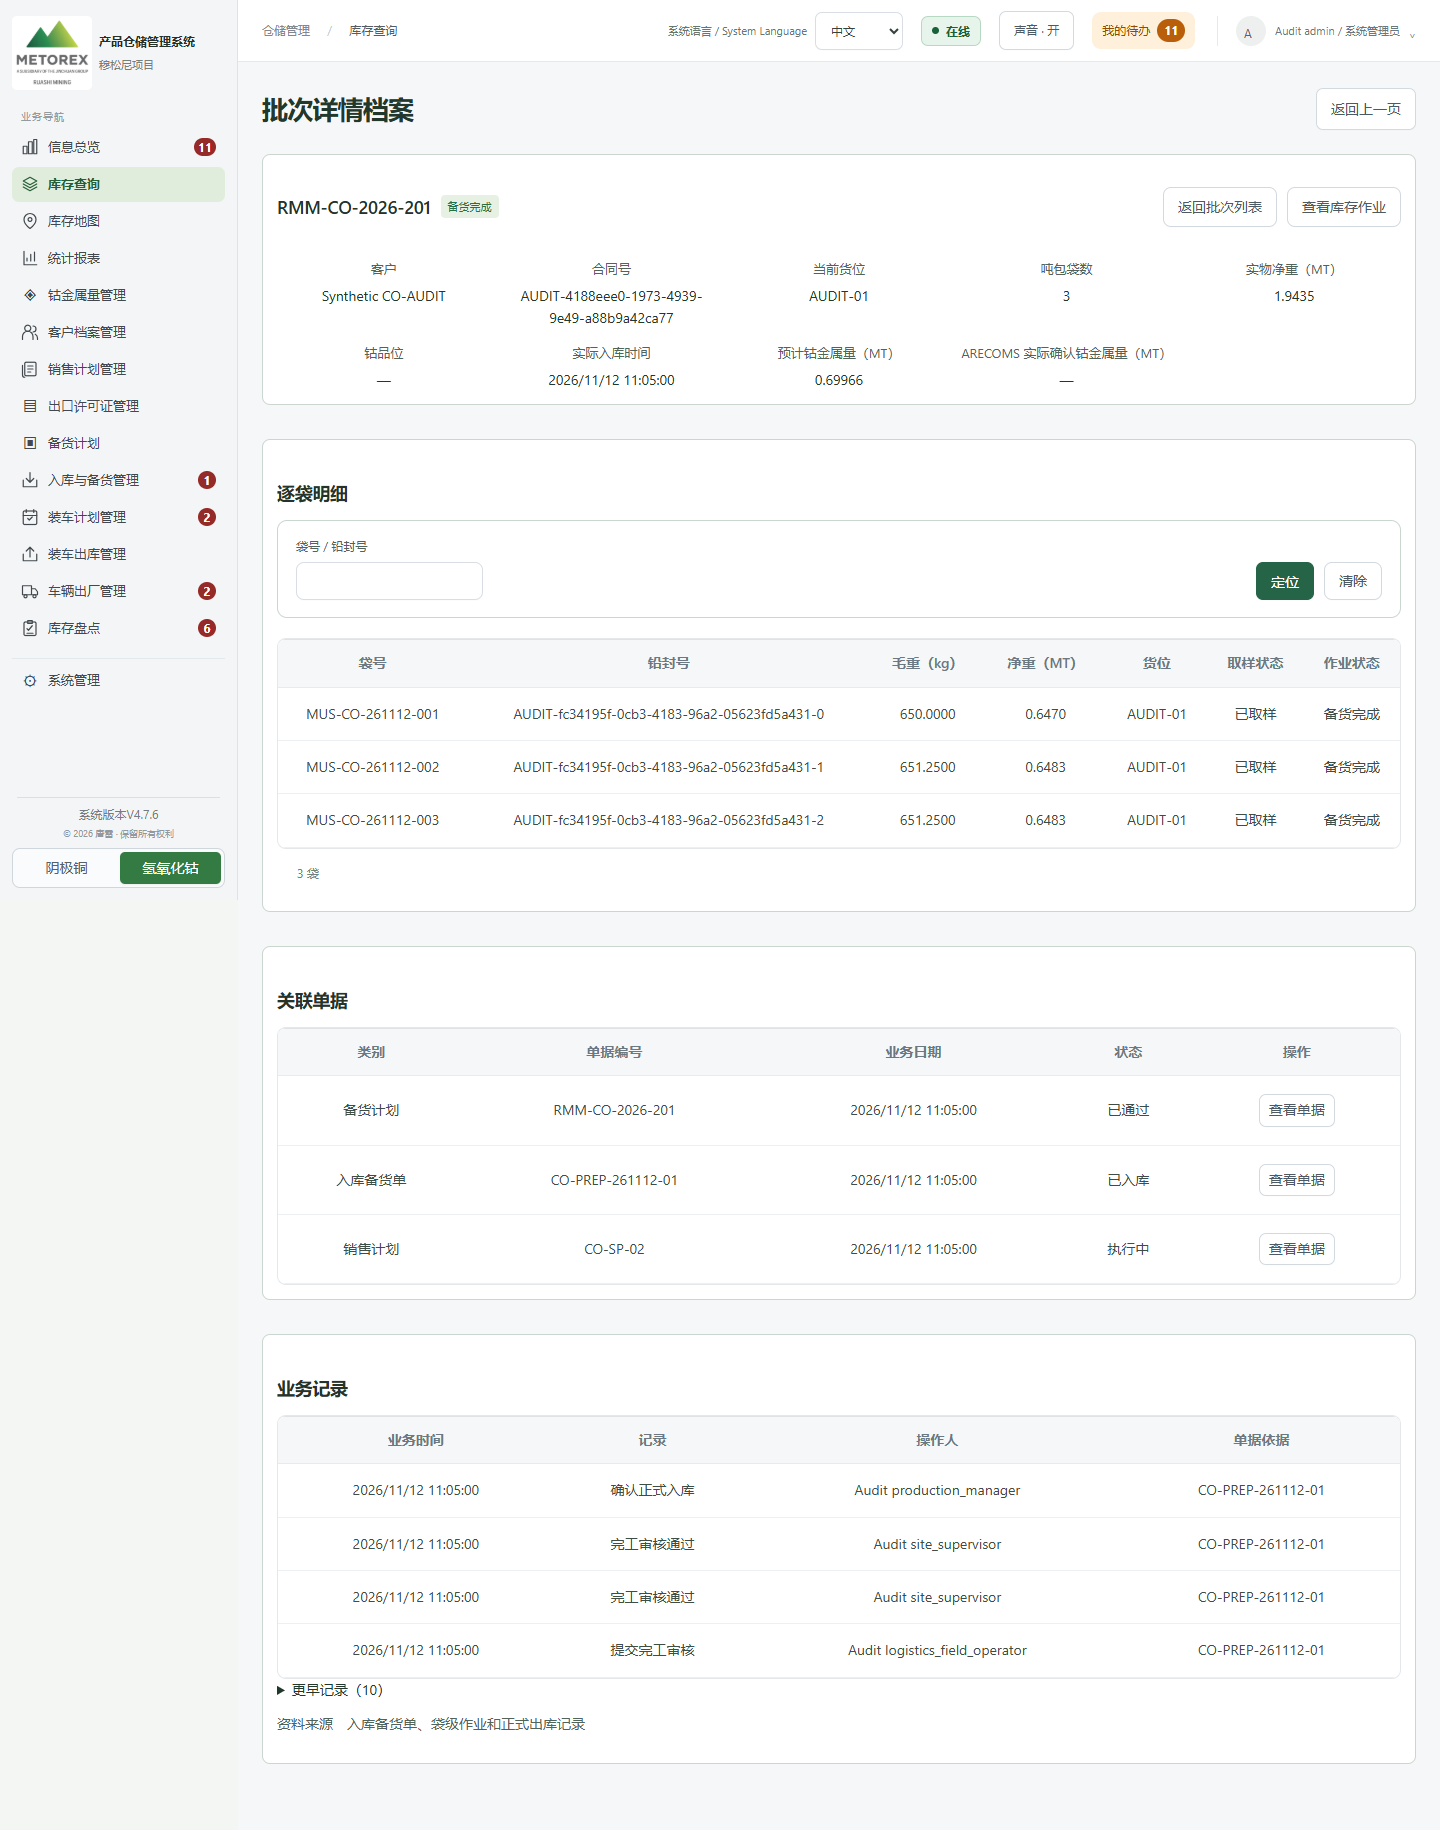 METOREX
A SUBSIDIARY OF THE JINCHUAN GROUP
RUASHI MINING
产品仓储管理系统
穆松尼项目
业务导航
信息总览 11
库存查询
库存地图
统计报表
钴金属量管理
客户档案管理
销售计划管理
出口许可证管理
备货计划
入库与备货管理 1
装车计划管理 2
装车出库管理
车辆出厂管理 2
库存盘点 6
系统管理
系统版本V4.7.6
阴极铜 氢氧化钴
仓储管理 / 库存查询
系统语言 / System Language 中文 在线 声音 · 开 我的待办 11 A Audit admin / 系统管理员
批次详情档案 返回上一页
RMM-CO-2026-201 备货完成 返回批次列表 查看库存作业
客户 合同号 当前货位 吨包袋数 实物净重（MT）
Synthetic CO-AUDIT AUDIT-4188eee0-1973-4939- AUDIT-01 3 1.9435
9e49-a88b9a42ca77
钴品位 实际入库时间 预计钴金属量（MT） ARECOMS 实际确认钴金属量（MT）
— 2026/11/12 11:05:00 0.69966 —
逐袋明细
袋号 / 铅封号
定位 清除
袋号 铅封号 毛重（kg） 净重（MT） 货位 取样状态 作业状态
MUS-CO-261112-001 AUDIT-fc34195f-0cb3-4183-96a2-05623fd5a431-0 650.0000 0.6470 AUDIT-01 已取样 备货完成
MUS-CO-261112-002 AUDIT-fc34195f-0cb3-4183-96a2-05623fd5a431-1 651.2500 0.6483 AUDIT-01 已取样 备货完成
MUS-CO-261112-003 AUDIT-fc34195f-0cb3-4183-96a2-05623fd5a431-2 651.2500 0.6483 AUDIT-01 已取样 备货完成
3 袋
关联单据
类别 单据编号 业务日期 状态 操作
备货计划 RMM-CO-2026-201 2026/11/12 11:05:00 已通过 查看单据
入库备货单 CO-PREP-261112-01 2026/11/12 11:05:00 已入库 查看单据
销售计划 CO-SP-02 2026/11/12 11:05:00 执行中 查看单据
业务记录
业务时间 记录 操作人 单据依据
2026/11/12 11:05:00 确认正式入库 Audit production_manager CO-PREP-261112-01
2026/11/12 11:05:00 完工审核通过 Audit site_supervisor CO-PREP-261112-01
2026/11/12 11:05:00 完工审核通过 Audit site_supervisor CO-PREP-261112-01
2026/11/12 11:05:00 提交完工审核 Audit logistics_field_operator CO-PREP-261112-01
更早记录（10）
资料来源 入库备货单、袋级作业和正式出库记录